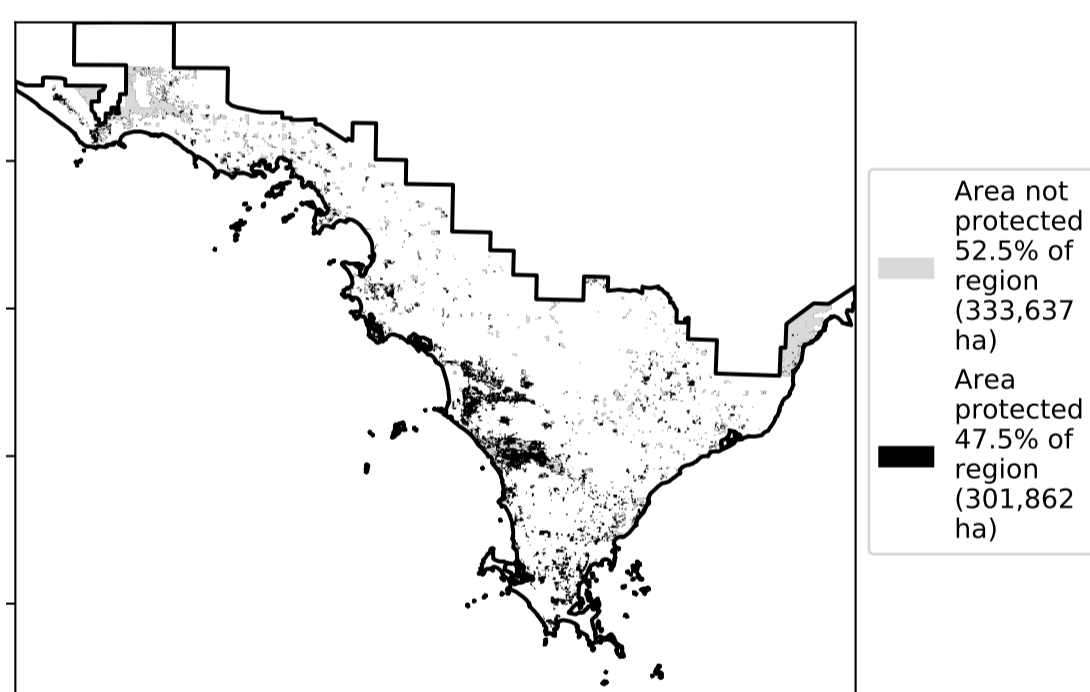 Area not
protected
52.5% of
region
(333,637
ha)
Area
protected
47.5% of
region
(301,862
ha)